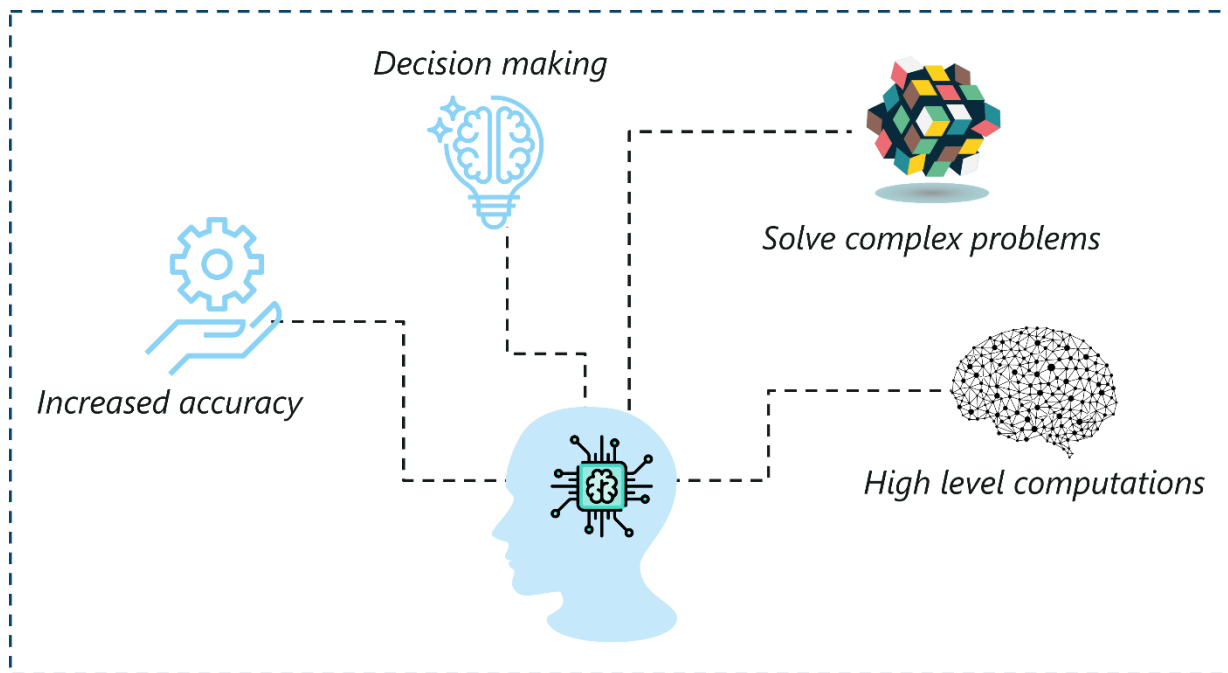 Decision making
Solve complex problems
Increased accuracy
High level computations